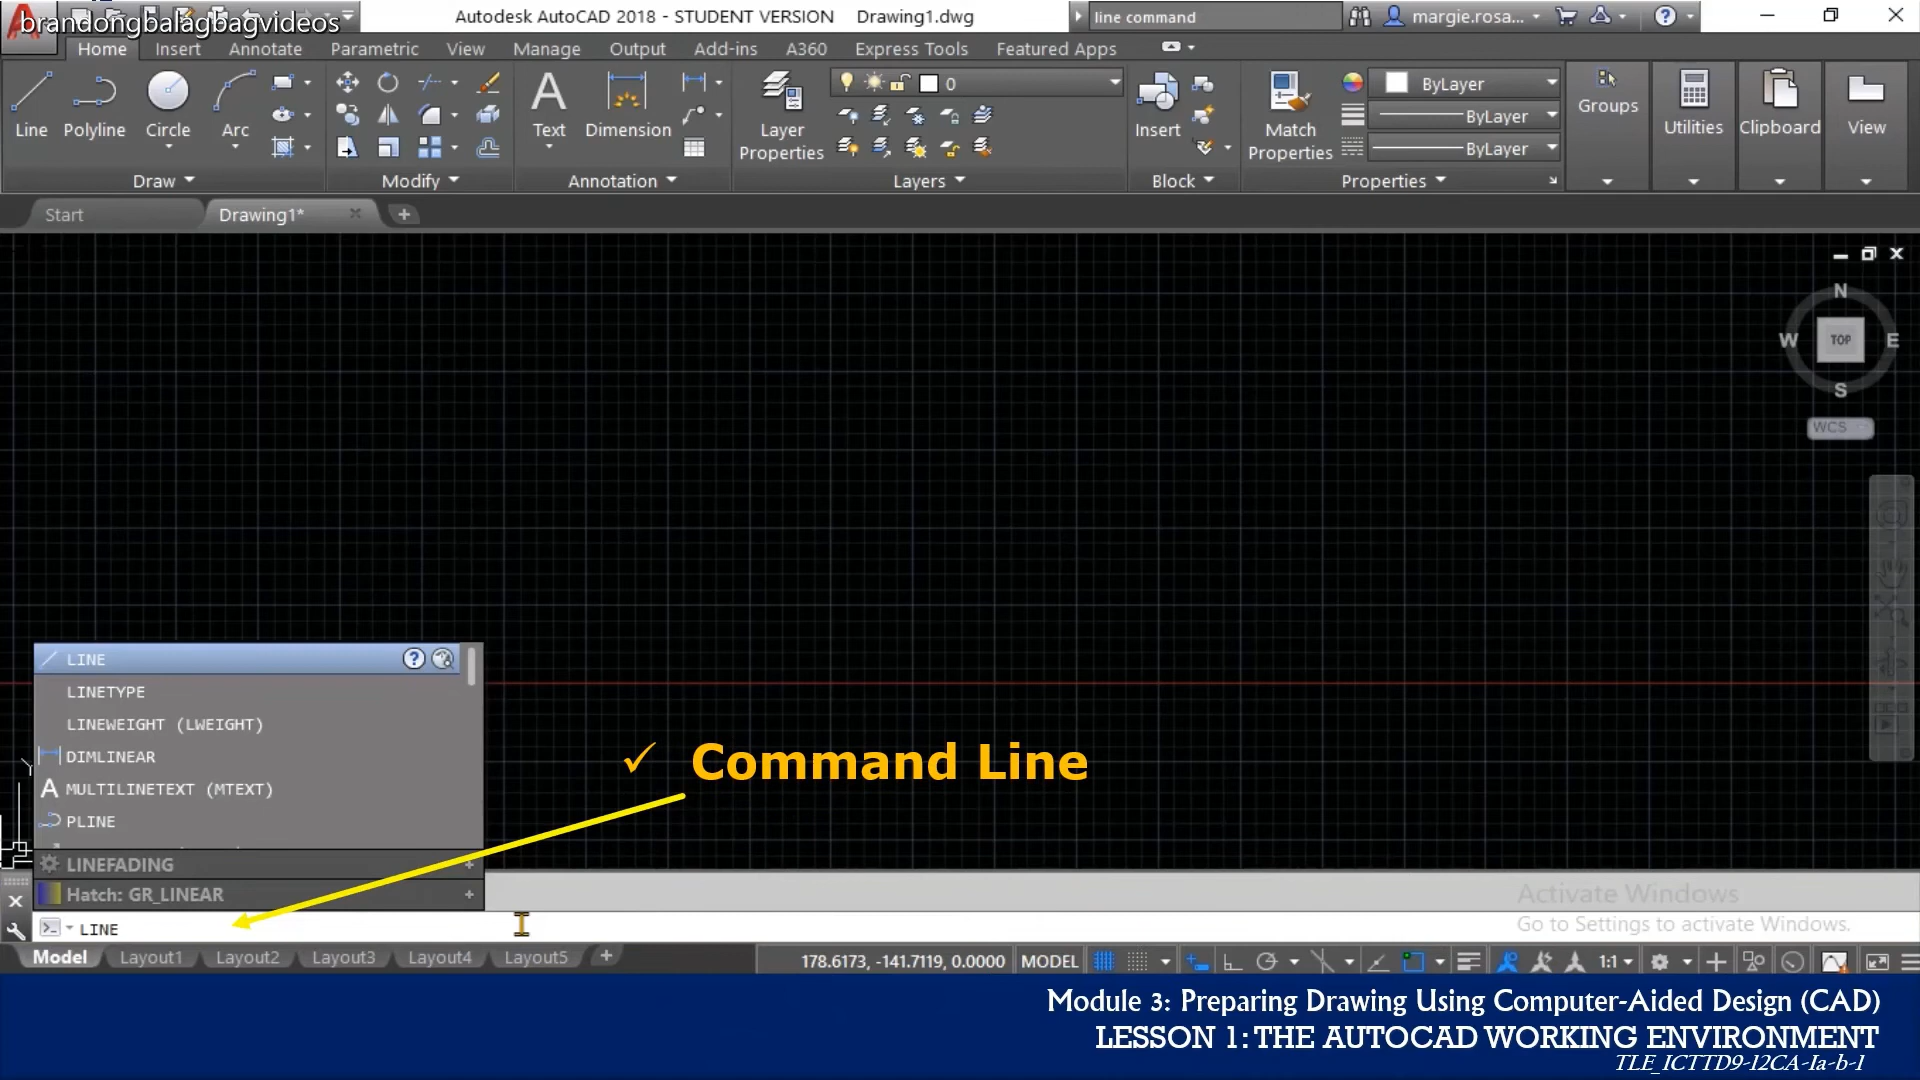 brandongbalagbagvideos
Autodesk AutoCAD 2018 - STUDENT VERSION Drawing1.dwg
line command
margie.rosa...
Home Insert Annotate Parametric View Manage Output Add-ins A360 Express Tools Featured Apps
Line Polyline Circle Arc
Text Dimension
Layer Properties
0
Insert
Match Properties
ByLayer
ByLayer
ByLayer
Groups
Utilities
Clipboard
View
Draw Modify Annotation Layers Block Properties
Start Drawing1*
N
W TOP E
S
WCS
LINE
LINETYPE
LINEWEIGHT (LWEIGHT)
DIMLINEAR
A MULTILINETEXT (MTEXT)
PLINE
LINEFADING +
Hatch: GR_LINEAR +
✓ Command Line
Y
Activate Windows
Go to Settings to activate Windows.
LINE
Model Layout1 Layout2 Layout3 Layout4 Layout5 +
178.6173, -141.7119, 0.0000 MODEL 1:1
Module 3: Preparing Drawing Using Computer-Aided Design (CAD)
LESSON 1: THE AUTOCAD WORKING ENVIRONMENT
TLE_ICTTD9-12CA-Ia-b-1